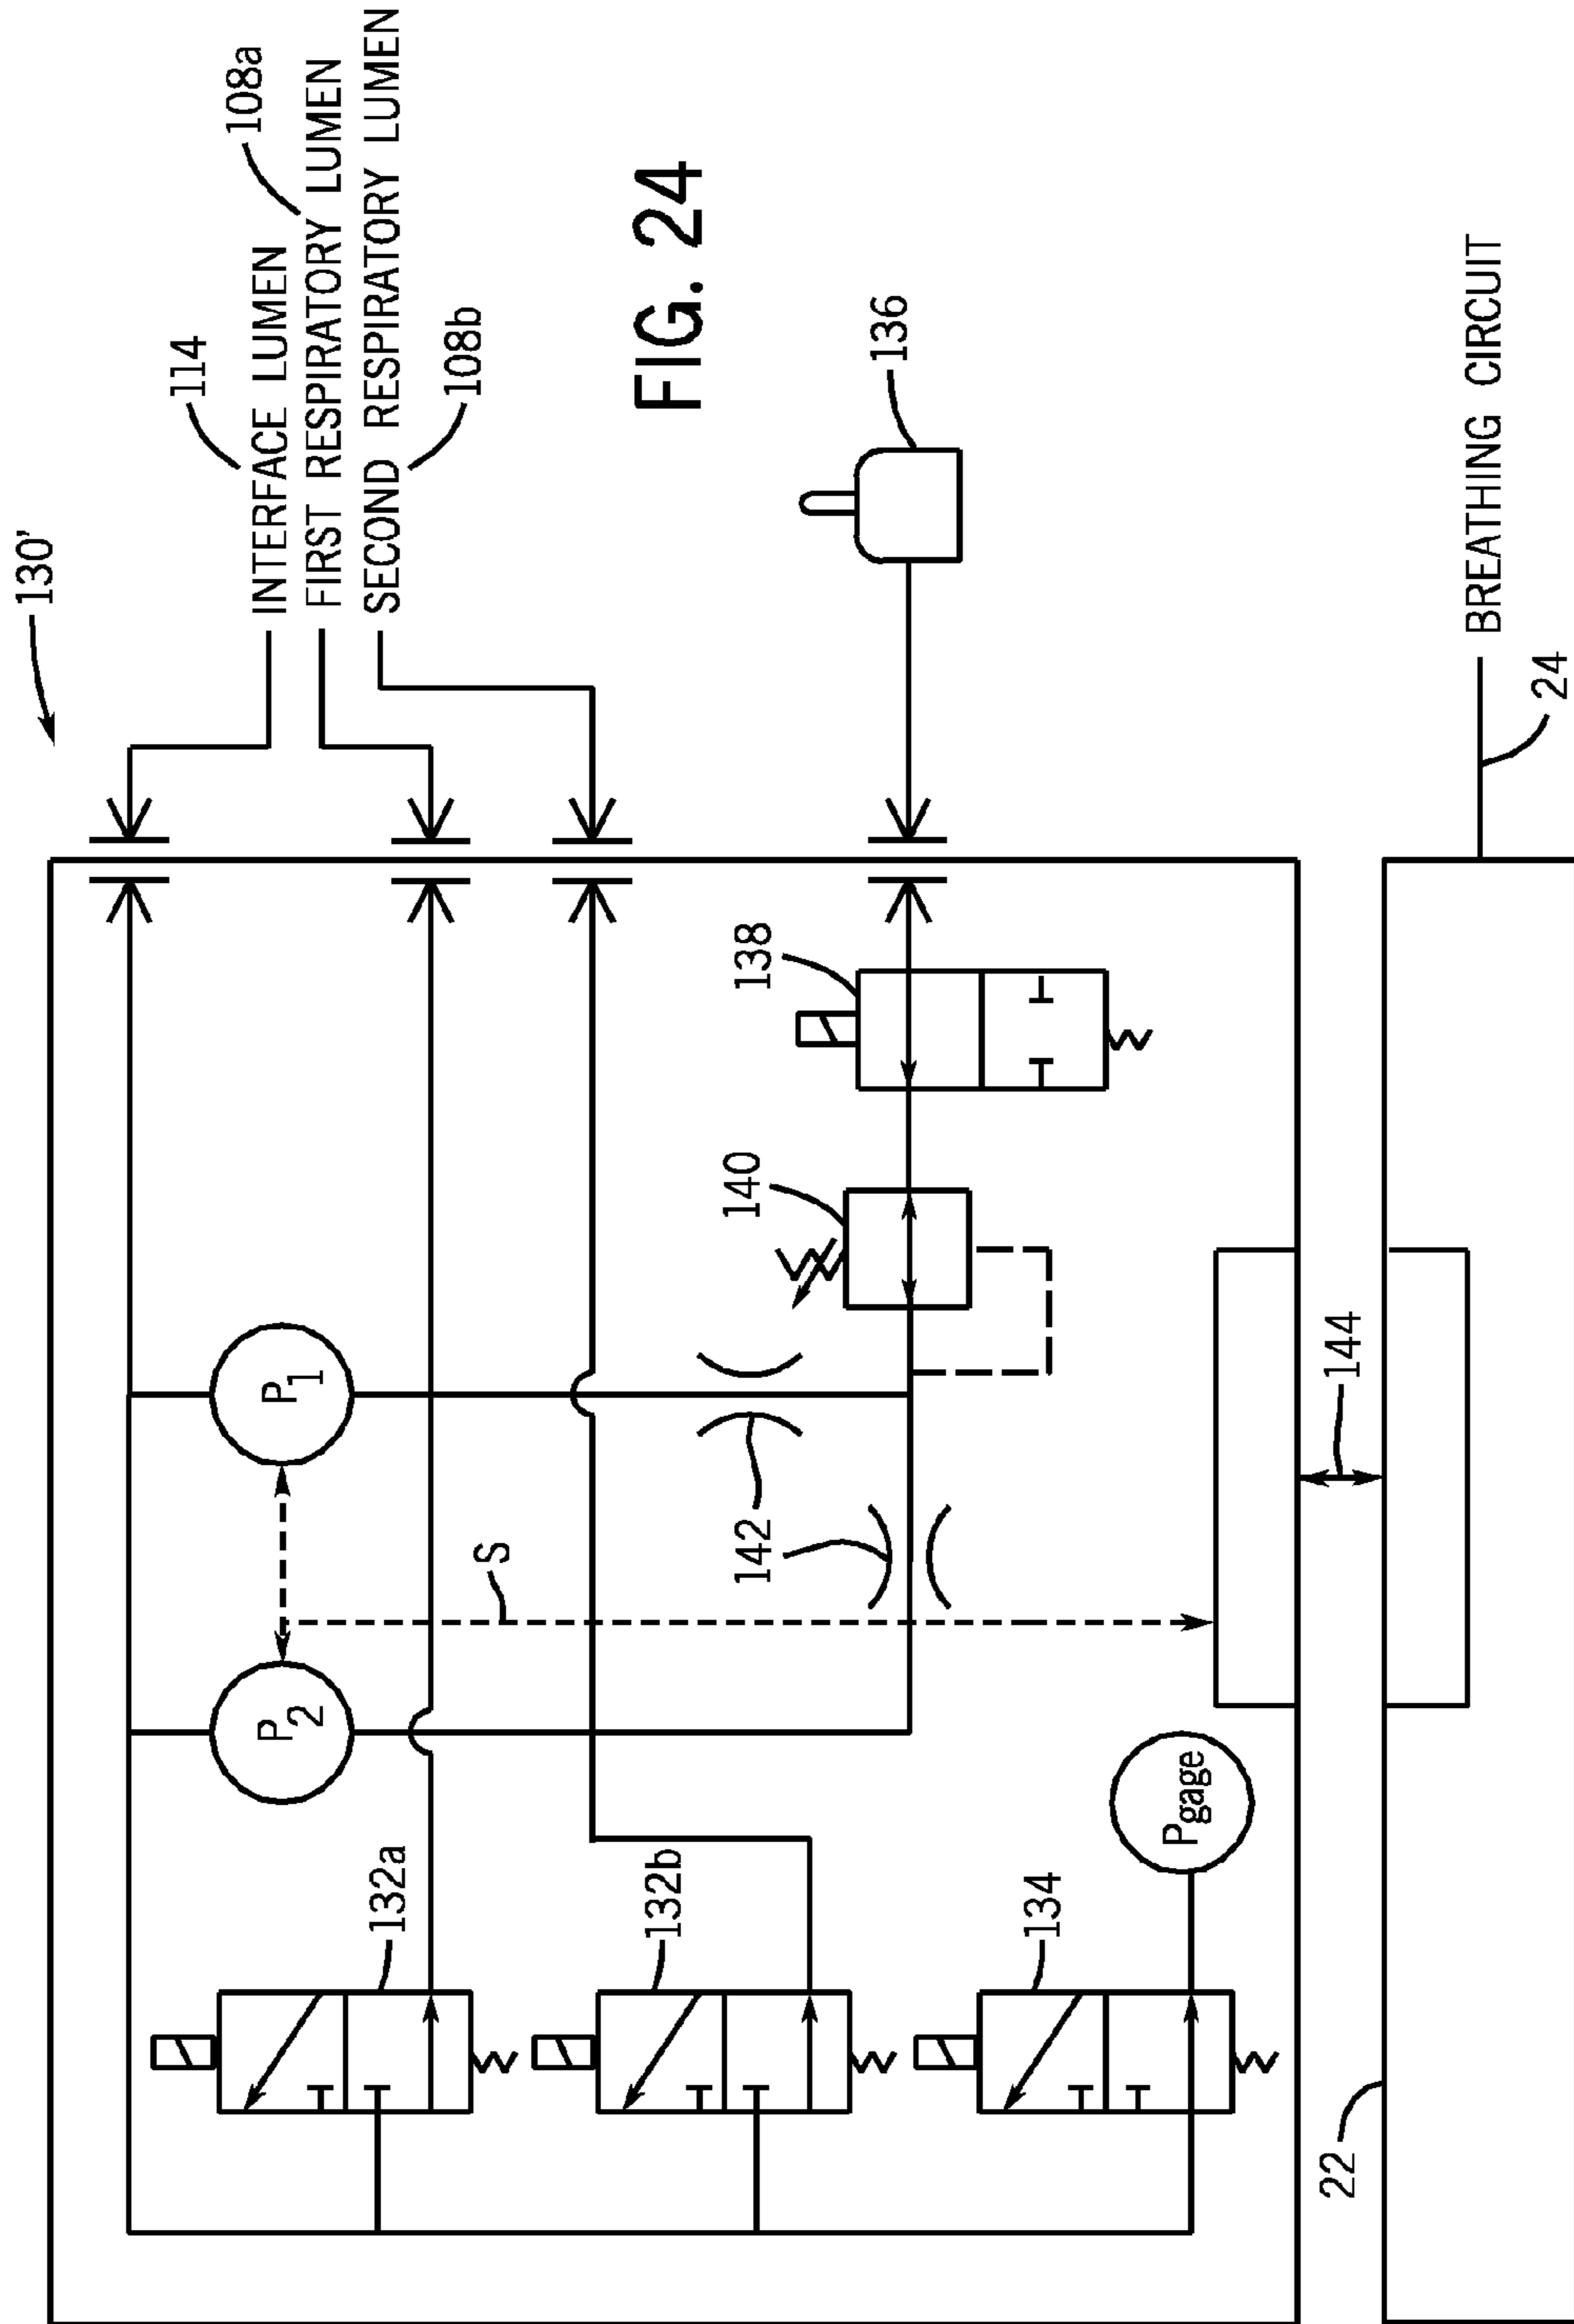 130'
114
INTERFACE LUMEN
108a
FIRST RESPIRATORY LUMEN
SECOND RESPIRATORY LUMEN
108b
FIG. 24
P2
P1
132a
S
132b
142
140
138
136
134
Pgage
144
22
BREATHING CIRCUIT
24